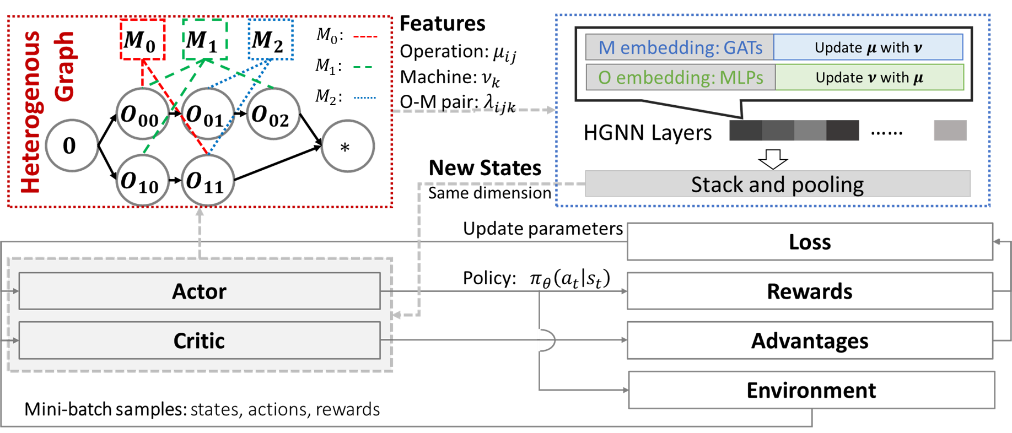 Heterogenous
Graph
M₀
M₁
M₂
M₀:
M₁:
M₂:
0
O₀₀
O₀₁
O₀₂
*
O₁₀
O₁₁
Features
Operation: μᵢⱼ
Machine: νₖ
O-M pair: λᵢⱼₖ
M embedding: GATs
Update μ with ν
O embedding: MLPs
Update ν with μ
HGNN Layers
......
Stack and pooling
New States
Same dimension
Update parameters
Loss
Actor
Policy: π_θ(aₜ|sₜ)
Rewards
Critic
Advantages
Environment
Mini-batch samples: states, actions, rewards